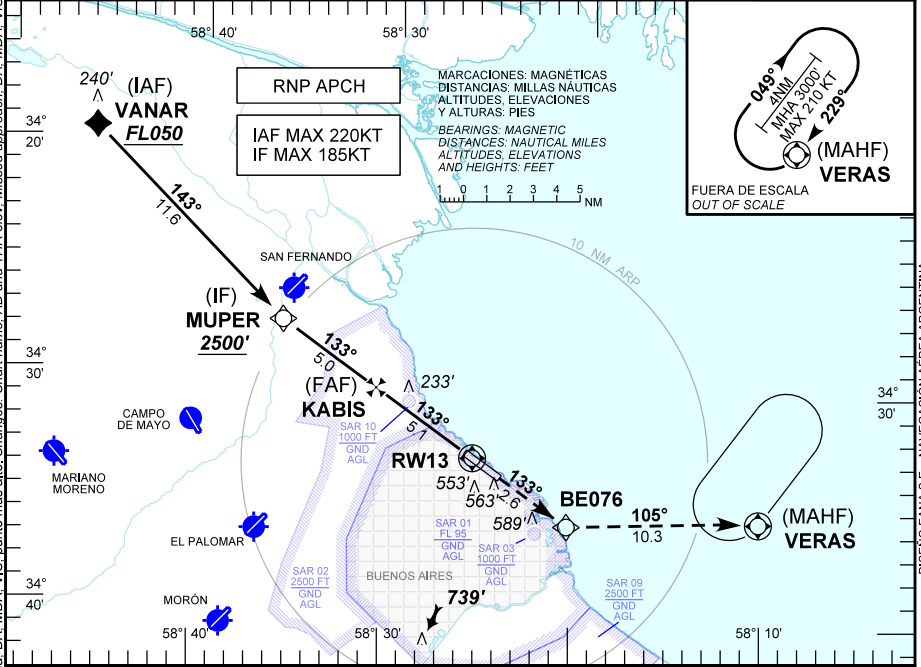 58° 40'
58° 30'
240'
(IAF)
VANAR
FL050
34°
20'
RNP APCH
IAF MAX 220KT
IF MAX 185KT
MARCACIONES: MAGNÉTICAS
DISTANCIAS: MILLAS NÁUTICAS
ALTITUDES, ELEVACIONES
Y ALTURAS: PIES
BEARINGS: MAGNETIC
DISTANCES: NAUTICAL MILES
ALTITUDES, ELEVATIONS
AND HEIGHTS: FEET
1 0 1 2 3 4 5
NM
049°
4NM
MHA 3000'
MAX 210 KT
229°
(MAHF)
VERAS
FUERA DE ESCALA
OUT OF SCALE
143°
11.6
SAN FERNANDO
10 NM ARP
(IF)
MUPER
2500'
133°
5.0
34°
30'
(FAF)
KABIS
233'
34°
30'
CAMPO
DE MAYO
SAR 10
1000 FT
GND
AGL
133°
5.1
MARIANO
MORENO
RW13
553'
563'
133°
2.6
589'
BE076
105°
10.3
(MAHF)
VERAS
EL PALOMAR
SAR 01
FL 95
GND
AGL
SAR 03
1000 FT
GND
AGL
SAR 02
2500 FT
GND
AGL
BUENOS AIRES
SAR 09
2500 FT
GND
AGL
34°
40'
MORÓN
739'
58° 40'
58° 30'
58° 10'